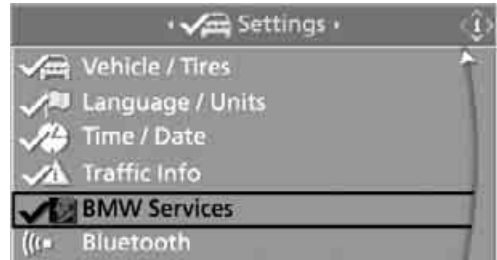 Settings
Vehicle / Tires
Language / Units
Time / Date
Traffic Info
BMW Services
Bluetooth